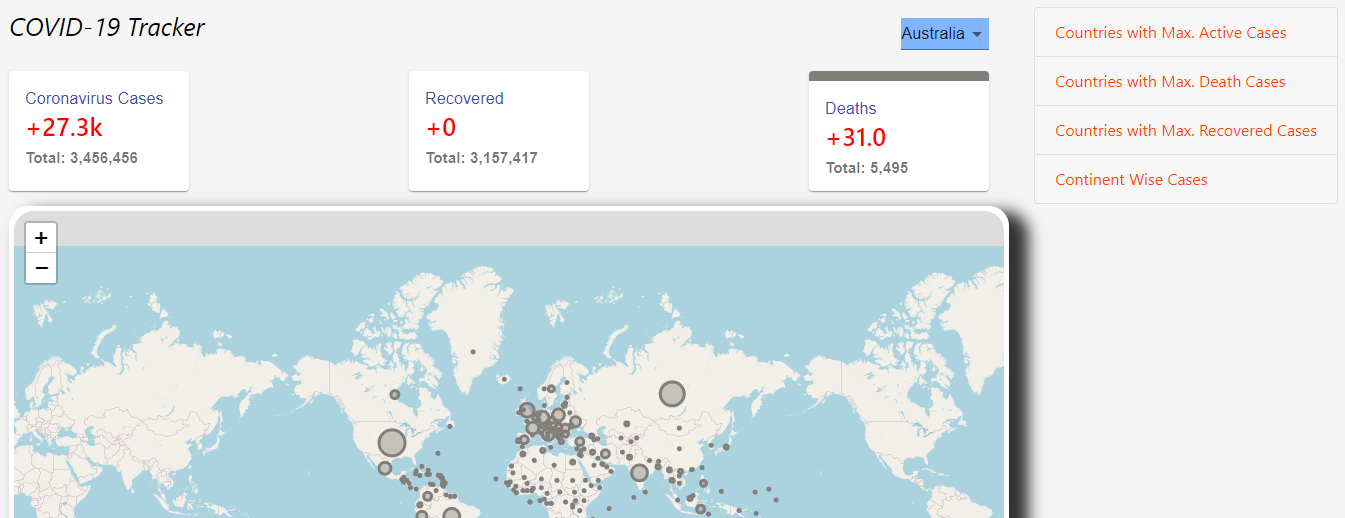 COVID-19 Tracker
Australia
Coronavirus Cases
+27.3k
Total: 3,456,456
Recovered
+0
Total: 3,157,417
Deaths
+31.0
Total: 5,495
Countries with Max. Active Cases
Countries with Max. Death Cases
Countries with Max. Recovered Cases
Continent Wise Cases
+
−